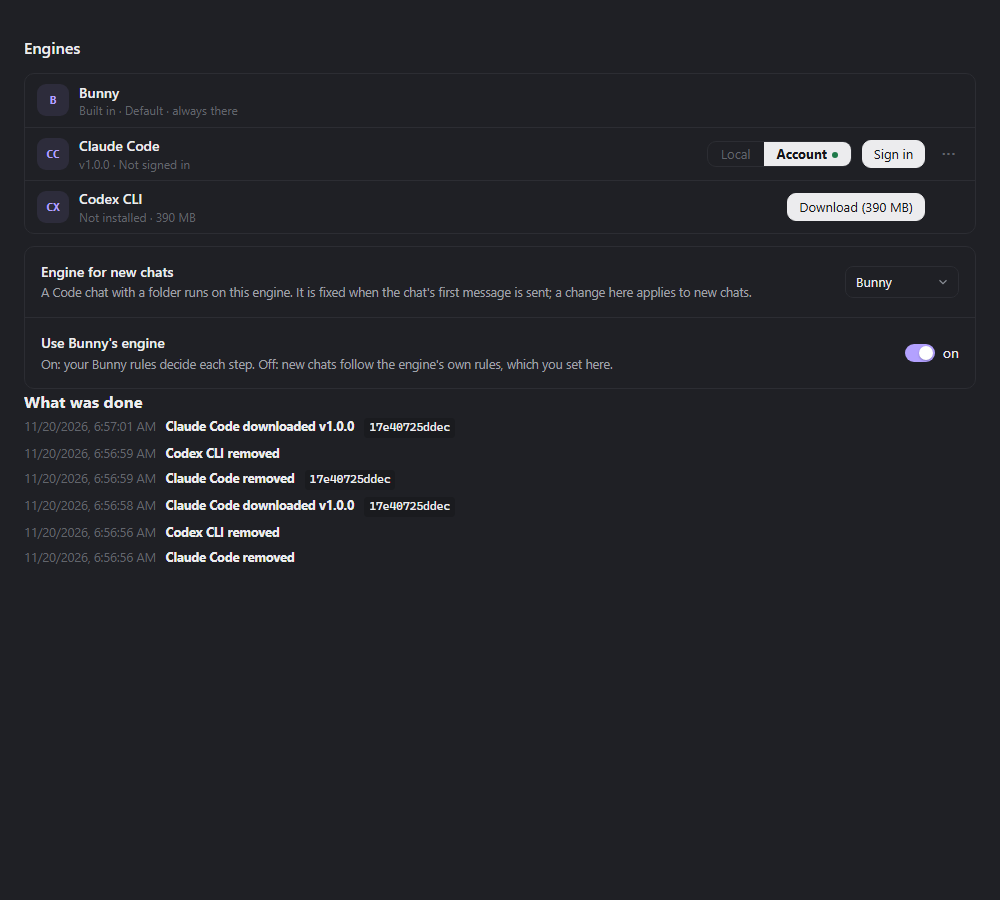 Engines
B
Bunny
Built in · Default · always there
CC
Claude Code
v1.0.0 · Not signed in
Local
Account
Sign in
···
CX
Codex CLI
Not installed · 390 MB
Download (390 MB)
Engine for new chats
A Code chat with a folder runs on this engine. It is fixed when the chat's first message is sent; a change here applies to new chats.
Bunny
Use Bunny's engine
On: your Bunny rules decide each step. Off: new chats follow the engine's own rules, which you set here.
on
What was done
11/20/2026, 6:57:01 AM Claude Code downloaded v1.0.0 17e40725ddec
11/20/2026, 6:56:59 AM Codex CLI removed
11/20/2026, 6:56:59 AM Claude Code removed 17e40725ddec
11/20/2026, 6:56:58 AM Claude Code downloaded v1.0.0 17e40725ddec
11/20/2026, 6:56:56 AM Codex CLI removed
11/20/2026, 6:56:56 AM Claude Code removed